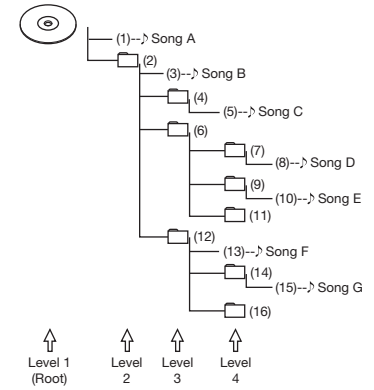 (1)--♪ Song A
(2)
(3)--♪ Song B
(4)
(5)--♪ Song C
(6)
(7)
(8)--♪ Song D
(9)
(10)--♪ Song E
(11)
(12)
(13)--♪ Song F
(14)
(15)--♪ Song G
(16)
Level 1 Level Level Level
(Root) 2 3 4